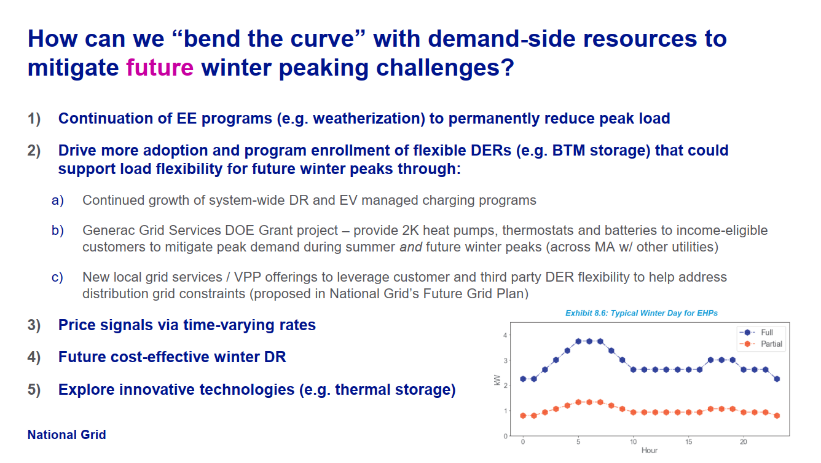 How can we “bend the curve” with demand-side resources to
mitigate future winter peaking challenges?
1) Continuation of EE programs (e.g. weatherization) to permanently reduce peak load
2) Drive more adoption and program enrollment of flexible DERs (e.g. BTM storage) that could
support load flexibility for future winter peaks through:
a) Continued growth of system-wide DR and EV managed charging programs
b) Generac Grid Services DOE Grant project – provide 2K heat pumps, thermostats and batteries to income-eligible
customers to mitigate peak demand during summer and future winter peaks (across MA w/ other utilities)
c) New local grid services / VPP offerings to leverage customer and third party DER flexibility to help address
distribution grid constraints (proposed in National Grid’s Future Grid Plan)
3) Price signals via time-varying rates
4) Future cost-effective winter DR
5) Explore innovative technologies (e.g. thermal storage)
Exhibit 8.6: Typical Winter Day for EHPs
Full
Partial
4
3
2
1
0
kW
0 5 10 15 20
Hour
National Grid